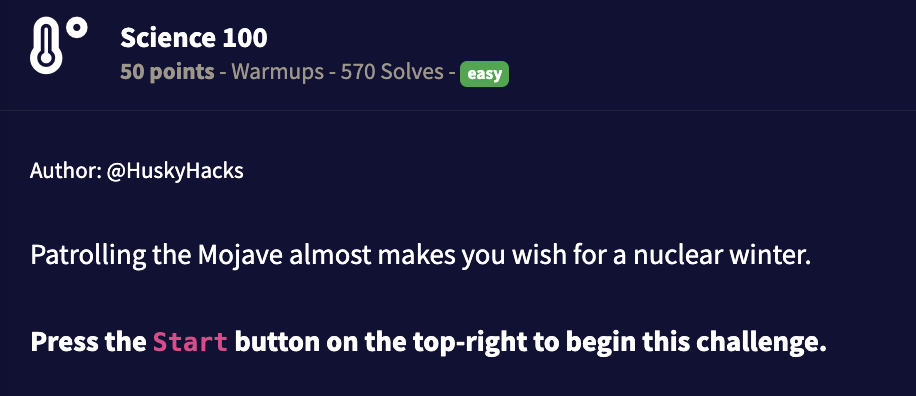 Science 100
50 points - Warmups - 570 Solves - easy
Author: @HuskyHacks
Patrolling the Mojave almost makes you wish for a nuclear winter.
Press the Start button on the top-right to begin this challenge.